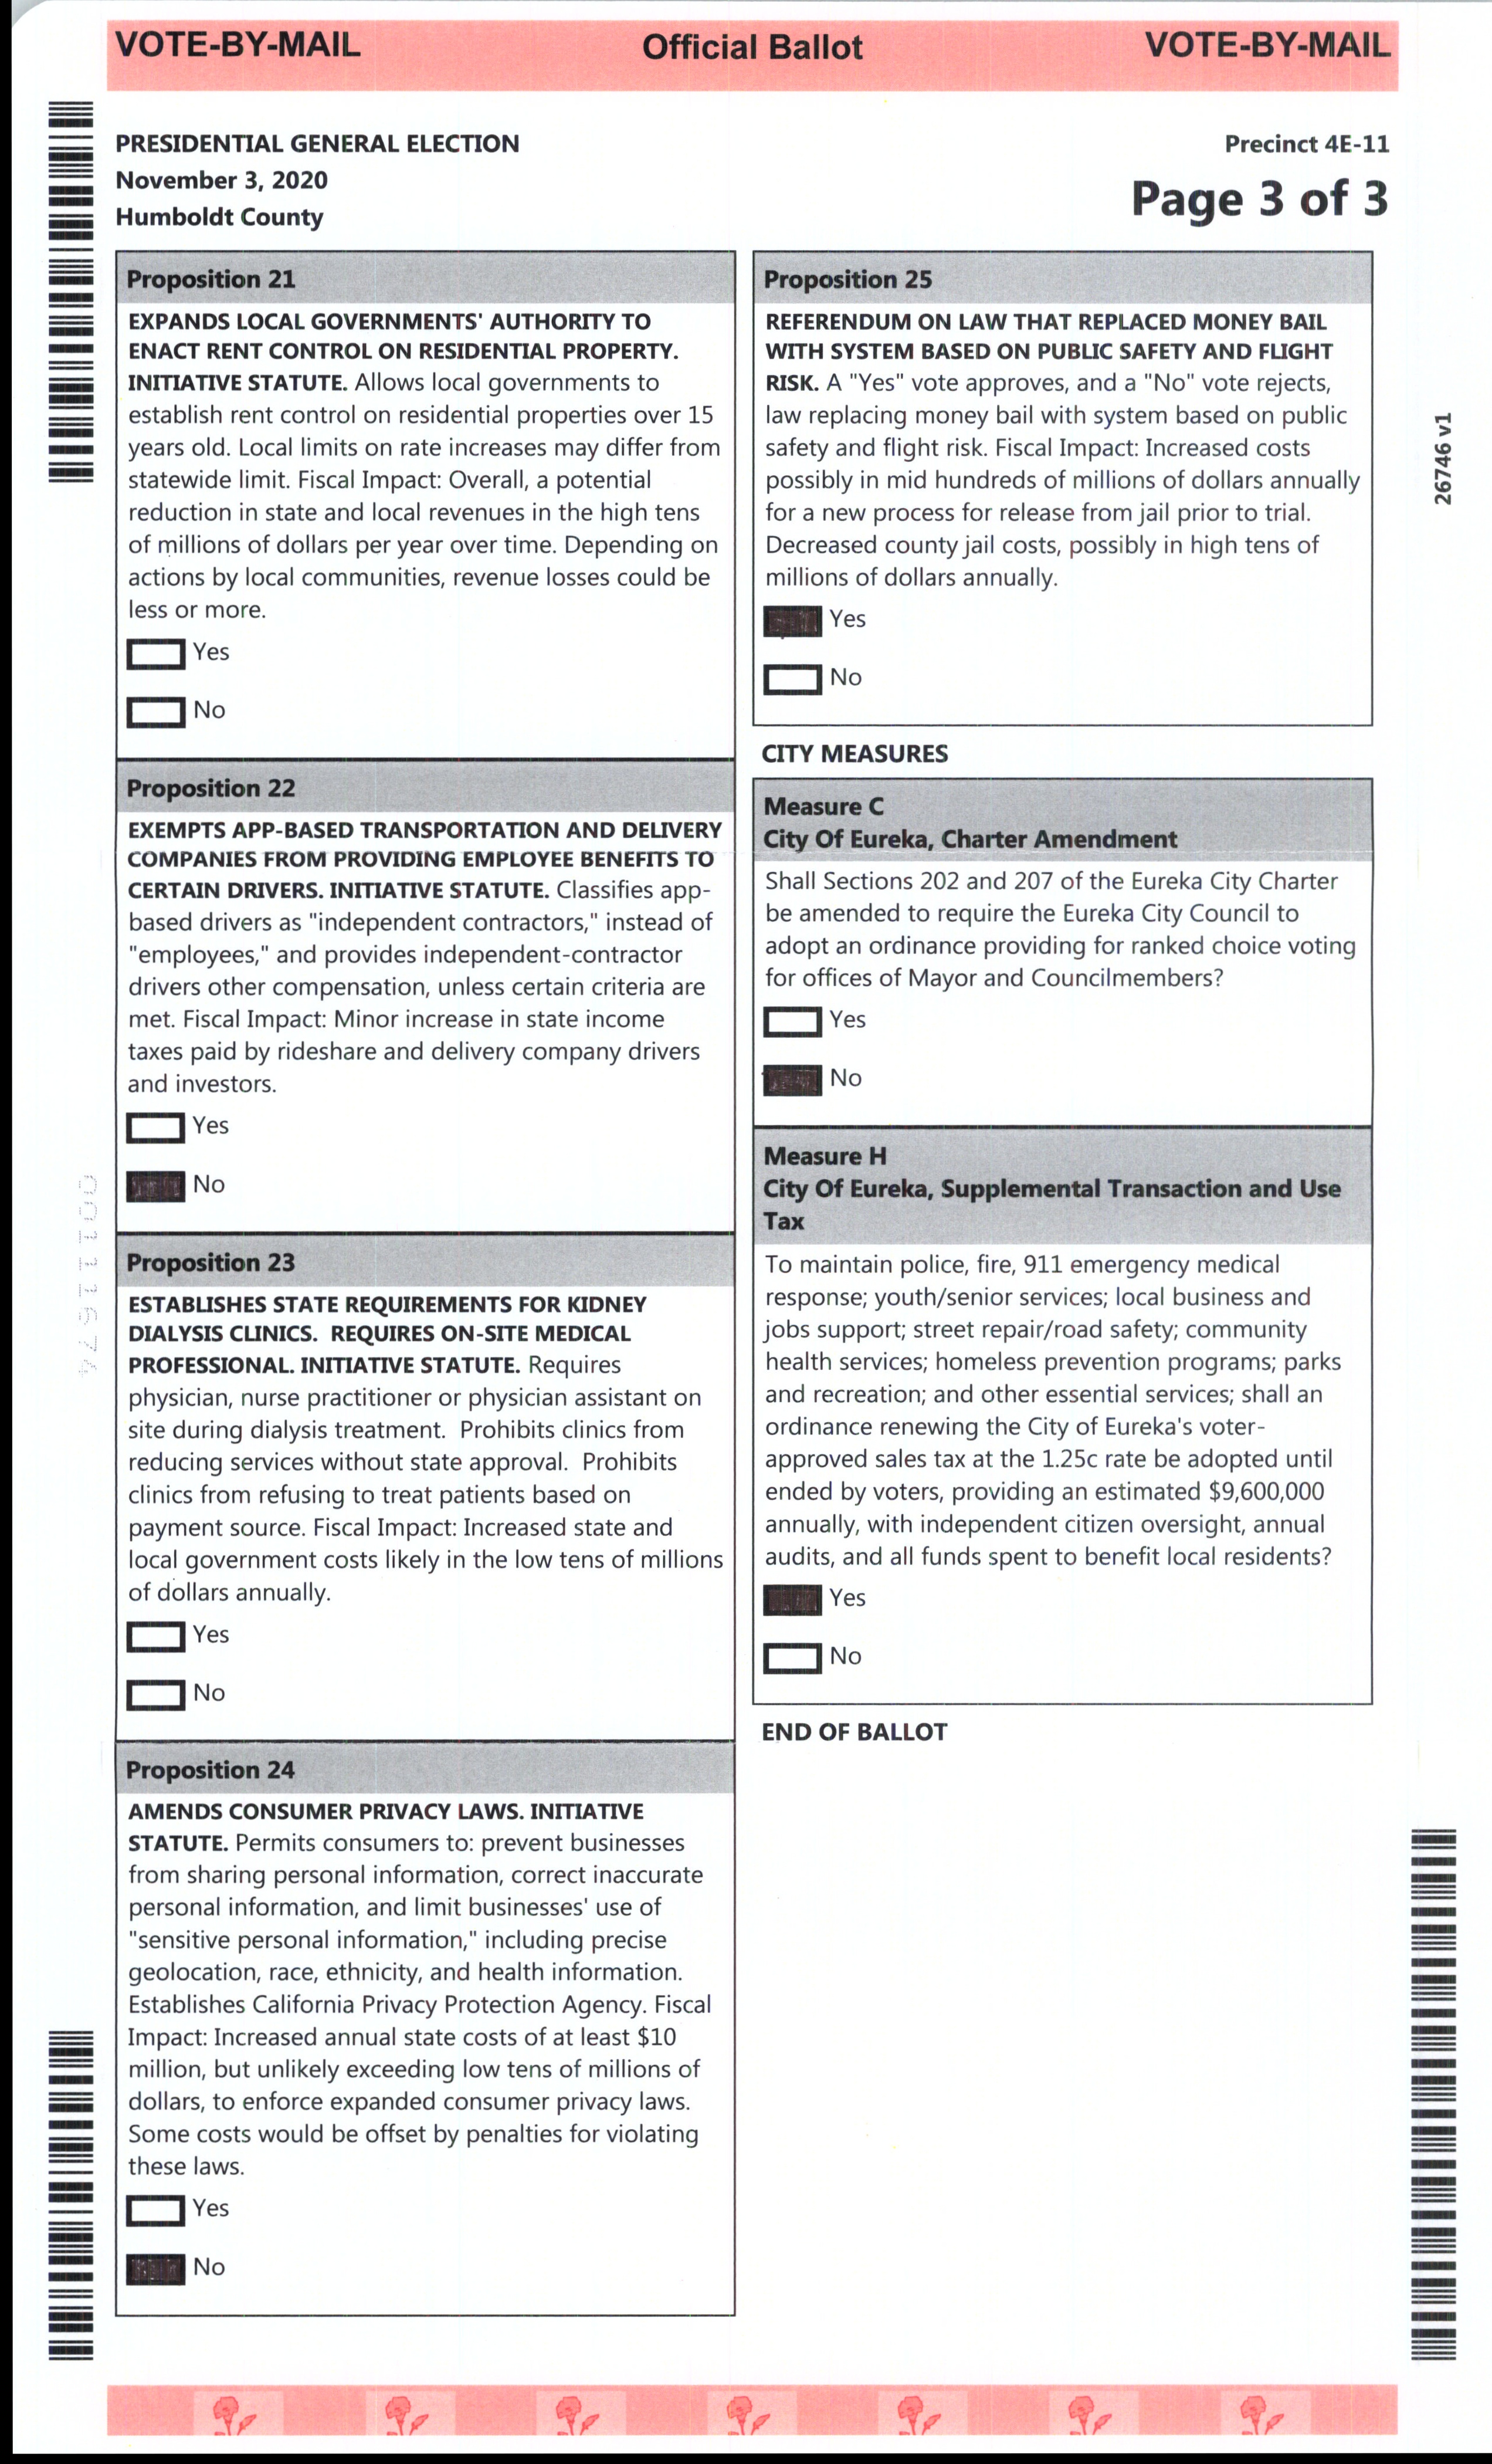 VOTE-BY-MAIL Official Ballot VOTE-BY-MAIL
PRESIDENTIAL GENERAL ELECTION
November 3, 2020
Humboldt County
Precinct 4E-11
Page 3 of 3
Proposition 21
EXPANDS LOCAL GOVERNMENTS' AUTHORITY TO
ENACT RENT CONTROL ON RESIDENTIAL PROPERTY.
INITIATIVE STATUTE. Allows local governments to
establish rent control on residential properties over 15
years old. Local limits on rate increases may differ from
statewide limit. Fiscal Impact: Overall, a potential
reduction in state and local revenues in the high tens
of millions of dollars per year over time. Depending on
actions by local communities, revenue losses could be
less or more.
Yes
No
Proposition 22
EXEMPTS APP-BASED TRANSPORTATION AND DELIVERY
COMPANIES FROM PROVIDING EMPLOYEE BENEFITS TO
CERTAIN DRIVERS. INITIATIVE STATUTE. Classifies app-
based drivers as "independent contractors," instead of
"employees," and provides independent-contractor
drivers other compensation, unless certain criteria are
met. Fiscal Impact: Minor increase in state income
taxes paid by rideshare and delivery company drivers
and investors.
Yes
No
Proposition 23
ESTABLISHES STATE REQUIREMENTS FOR KIDNEY
DIALYSIS CLINICS. REQUIRES ON-SITE MEDICAL
PROFESSIONAL. INITIATIVE STATUTE. Requires
physician, nurse practitioner or physician assistant on
site during dialysis treatment. Prohibits clinics from
reducing services without state approval. Prohibits
clinics from refusing to treat patients based on
payment source. Fiscal Impact: Increased state and
local government costs likely in the low tens of millions
of dollars annually.
Yes
No
Proposition 24
AMENDS CONSUMER PRIVACY LAWS. INITIATIVE
STATUTE. Permits consumers to: prevent businesses
from sharing personal information, correct inaccurate
personal information, and limit businesses' use of
"sensitive personal information," including precise
geolocation, race, ethnicity, and health information.
Establishes California Privacy Protection Agency. Fiscal
Impact: Increased annual state costs of at least $10
million, but unlikely exceeding low tens of millions of
dollars, to enforce expanded consumer privacy laws.
Some costs would be offset by penalties for violating
these laws.
Yes
No
Proposition 25
REFERENDUM ON LAW THAT REPLACED MONEY BAIL
WITH SYSTEM BASED ON PUBLIC SAFETY AND FLIGHT
RISK. A "Yes" vote approves, and a "No" vote rejects,
law replacing money bail with system based on public
safety and flight risk. Fiscal Impact: Increased costs
possibly in mid hundreds of millions of dollars annually
for a new process for release from jail prior to trial.
Decreased county jail costs, possibly in high tens of
millions of dollars annually.
Yes
No
CITY MEASURES
Measure C
City Of Eureka, Charter Amendment
Shall Sections 202 and 207 of the Eureka City Charter
be amended to require the Eureka City Council to
adopt an ordinance providing for ranked choice voting
for offices of Mayor and Councilmembers?
Yes
No
Measure H
City Of Eureka, Supplemental Transaction and Use
Tax
To maintain police, fire, 911 emergency medical
response; youth/senior services; local business and
jobs support; street repair/road safety; community
health services; homeless prevention programs; parks
and recreation; and other essential services; shall an
ordinance renewing the City of Eureka's voter-
approved sales tax at the 1.25c rate be adopted until
ended by voters, providing an estimated $9,600,000
annually, with independent citizen oversight, annual
audits, and all funds spent to benefit local residents?
Yes
No
END OF BALLOT
26746 v1